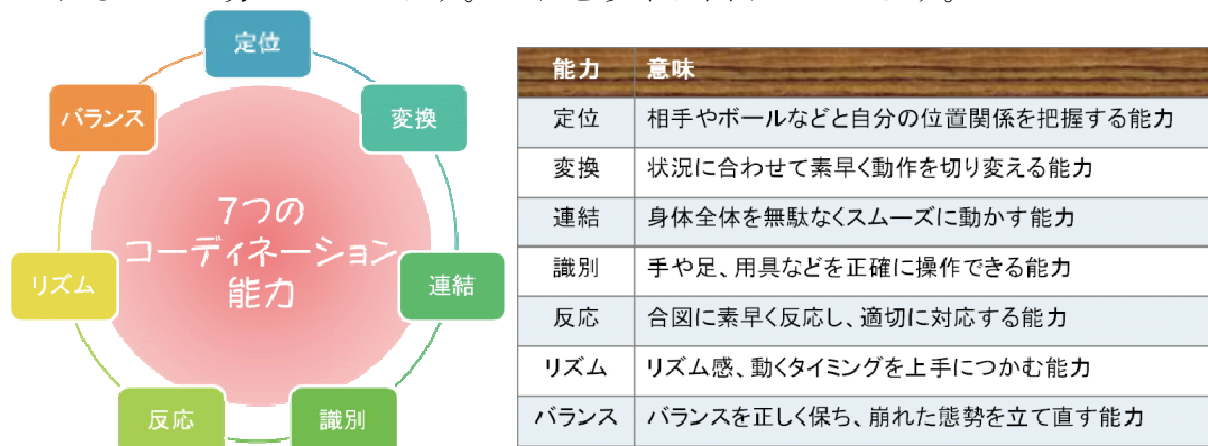 定位
バランス
変換
7つの
コーディネーション
能力
リズム
連結
反応
識別
能力 意味
定位 相手やボールなどと自分の位置関係を把握する能力
変換 状況に合わせて素早く動作を切り変える能力
連結 身体全体を無駄なくスムーズに動かす能力
識別 手や足、用具などを正確に操作できる能力
反応 合図に素早く反応し、適切に対応する能力
リズム リズム感、動くタイミングを上手につかむ能力
バランス バランスを正しく保ち、崩れた態勢を立て直す能力